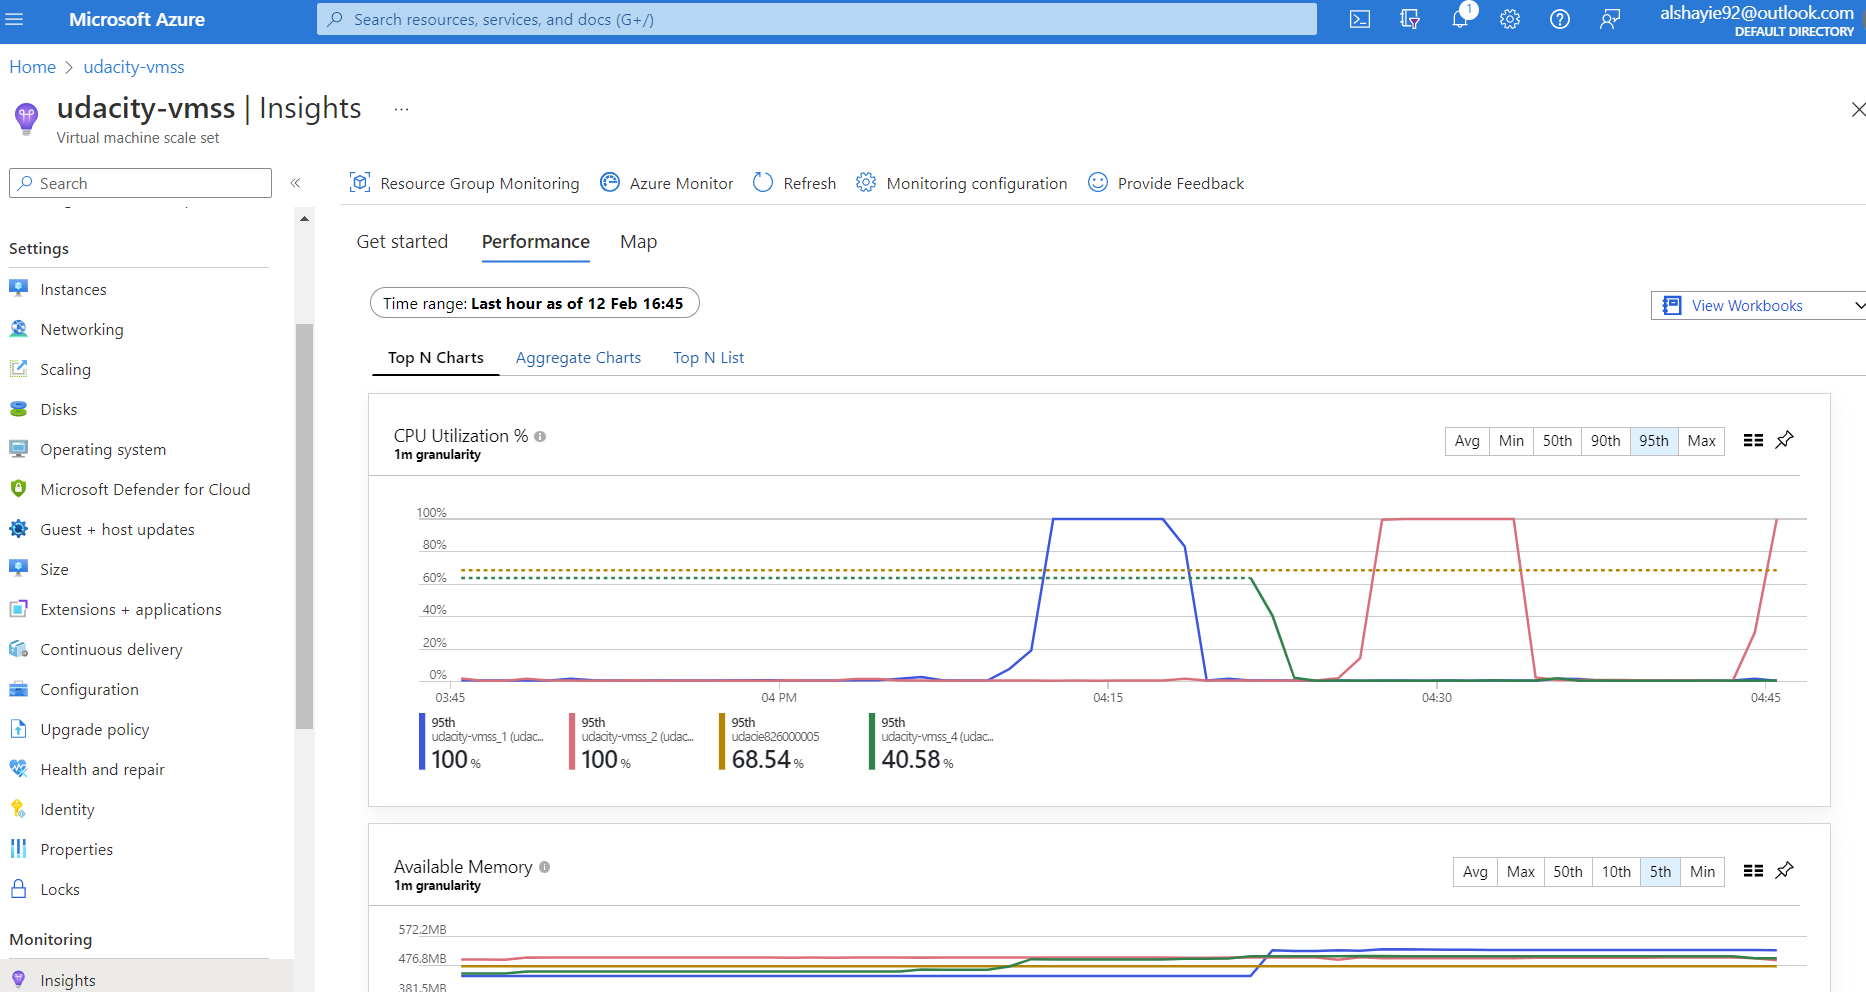 Microsoft Azure
Search resources, services, and docs (G+/)
1
alshayie92@outlook.com
DEFAULT DIRECTORY
Home > udacity-vmss
udacity-vmss | Insights ...
Virtual machine scale set
Search
«
Resource Group Monitoring
Azure Monitor
Refresh
Monitoring configuration
Provide Feedback
Settings
Instances
Networking
Scaling
Disks
Operating system
Microsoft Defender for Cloud
Guest + host updates
Size
Extensions + applications
Continuous delivery
Configuration
Upgrade policy
Health and repair
Identity
Properties
Locks
Monitoring
Insights
Get started
Performance
Map
Time range: Last hour as of 12 Feb 16:45
View Workbooks
Top N Charts
Aggregate Charts
Top N List
CPU Utilization %
1m granularity
Avg Min 50th 90th 95th Max
100%
80%
60%
40%
20%
0%
03:45 04 PM 04:15 04:30 04:45
95th
udacity-vmss_1 (udac...
100 %
95th
udacity-vmss_2 (udac...
100 %
95th
udacie826000005
68.54 %
95th
udacity-vmss_4 (udac...
40.58 %
Available Memory
1m granularity
Avg Max 50th 10th 5th Min
572.2MB
476.8MB
381.5MB